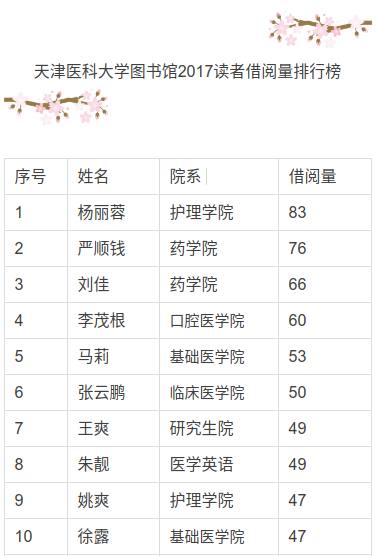 天津医科大学图书馆2017读者借阅量排行榜
序号 姓名 院系 借阅量
1 杨丽蓉 护理学院 83
2 严顺钱 药学院 76
3 刘佳 药学院 66
4 李茂根 口腔医学院 60
5 马莉 基础医学院 53
6 张云鹏 临床医学院 50
7 王爽 研究生院 49
8 朱靓 医学英语 49
9 姚爽 护理学院 47
10 徐露 基础医学院 47